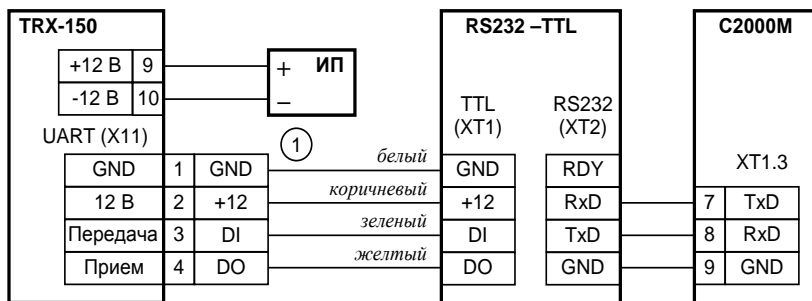 TRX-150
RS232 –TTL
C2000M
+12 В 9
+ ИП
-12 В 10
–
TTL
(XT1)
RS232
(XT2)
UART (X11)
1
белый
XT1.3
GND 1 GND
GND
RDY
коричневый
12 В 2 +12
+12
RxD
7 TxD
зеленый
Передача 3 DI
DI
TxD
8 RxD
желтый
Прием 4 DO
DO
GND
9 GND